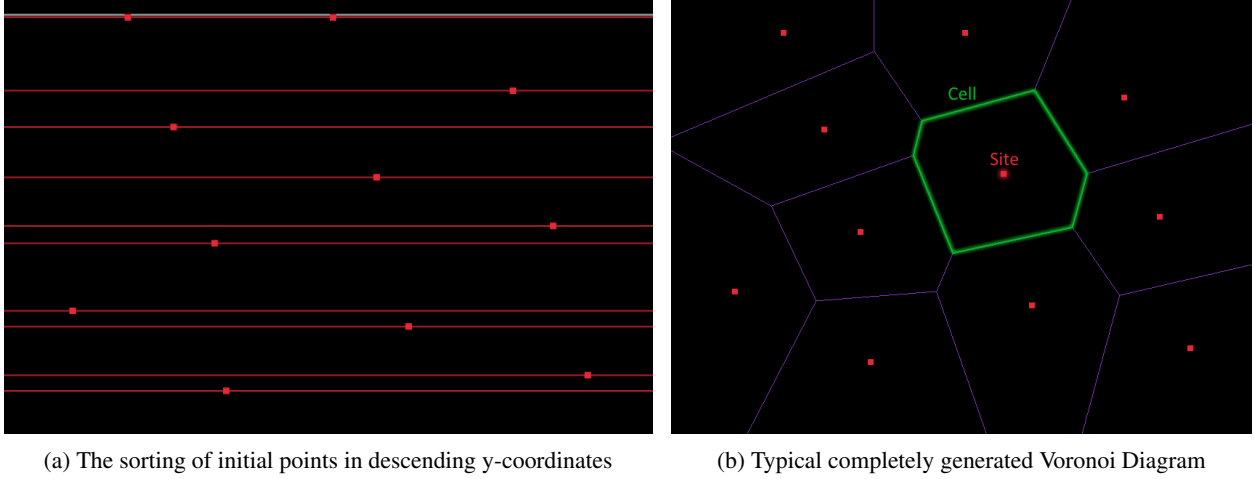 Cell
Site
(a) The sorting of initial points in descending y-coordinates
(b) Typical completely generated Voronoi Diagram